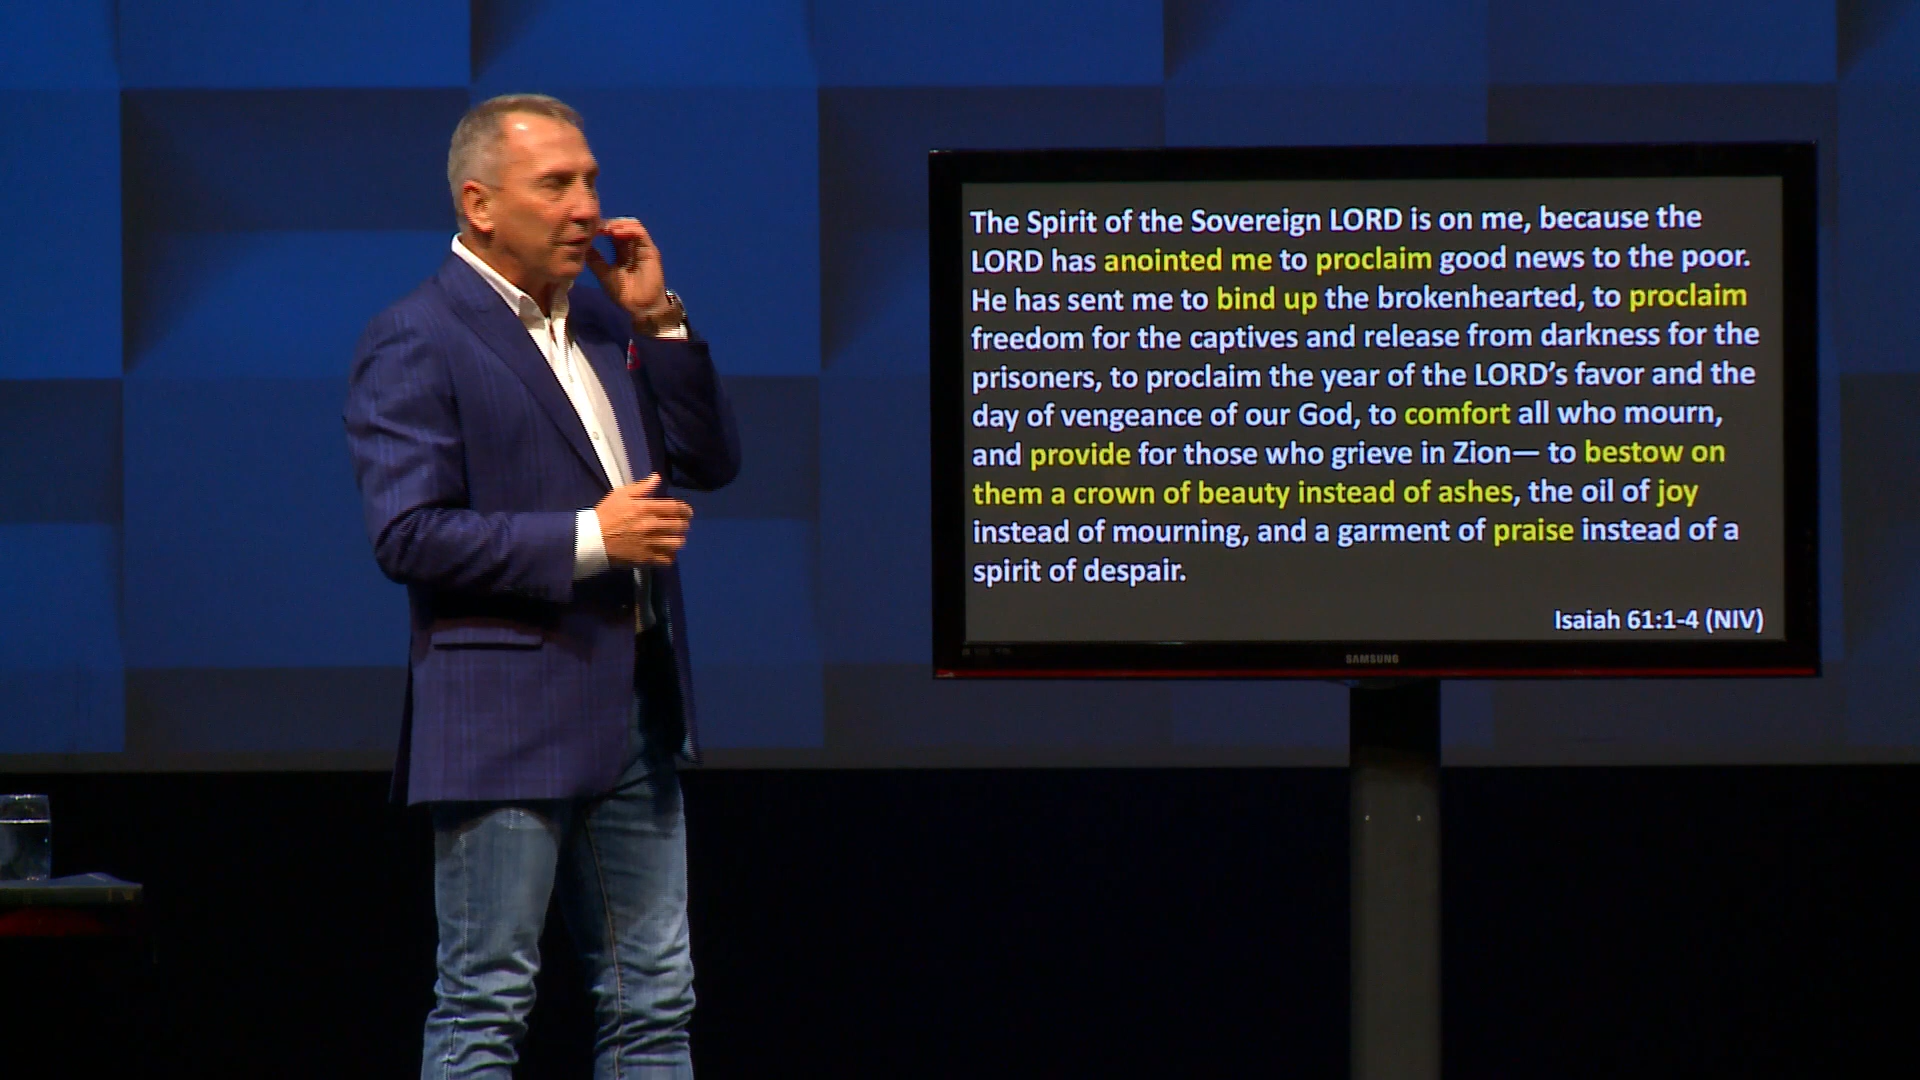 The Spirit of the Sovereign LORD is on me, because the
LORD has anointed me to proclaim good news to the poor.
He has sent me to bind up the brokenhearted, to proclaim
freedom for the captives and release from darkness for the
prisoners, to proclaim the year of the LORD’s favor and the
day of vengeance of our God, to comfort all who mourn,
and provide for those who grieve in Zion— to bestow on
them a crown of beauty instead of ashes, the oil of joy
instead of mourning, and a garment of praise instead of a
spirit of despair.
Isaiah 61:1-4 (NIV)
SAMSUNG